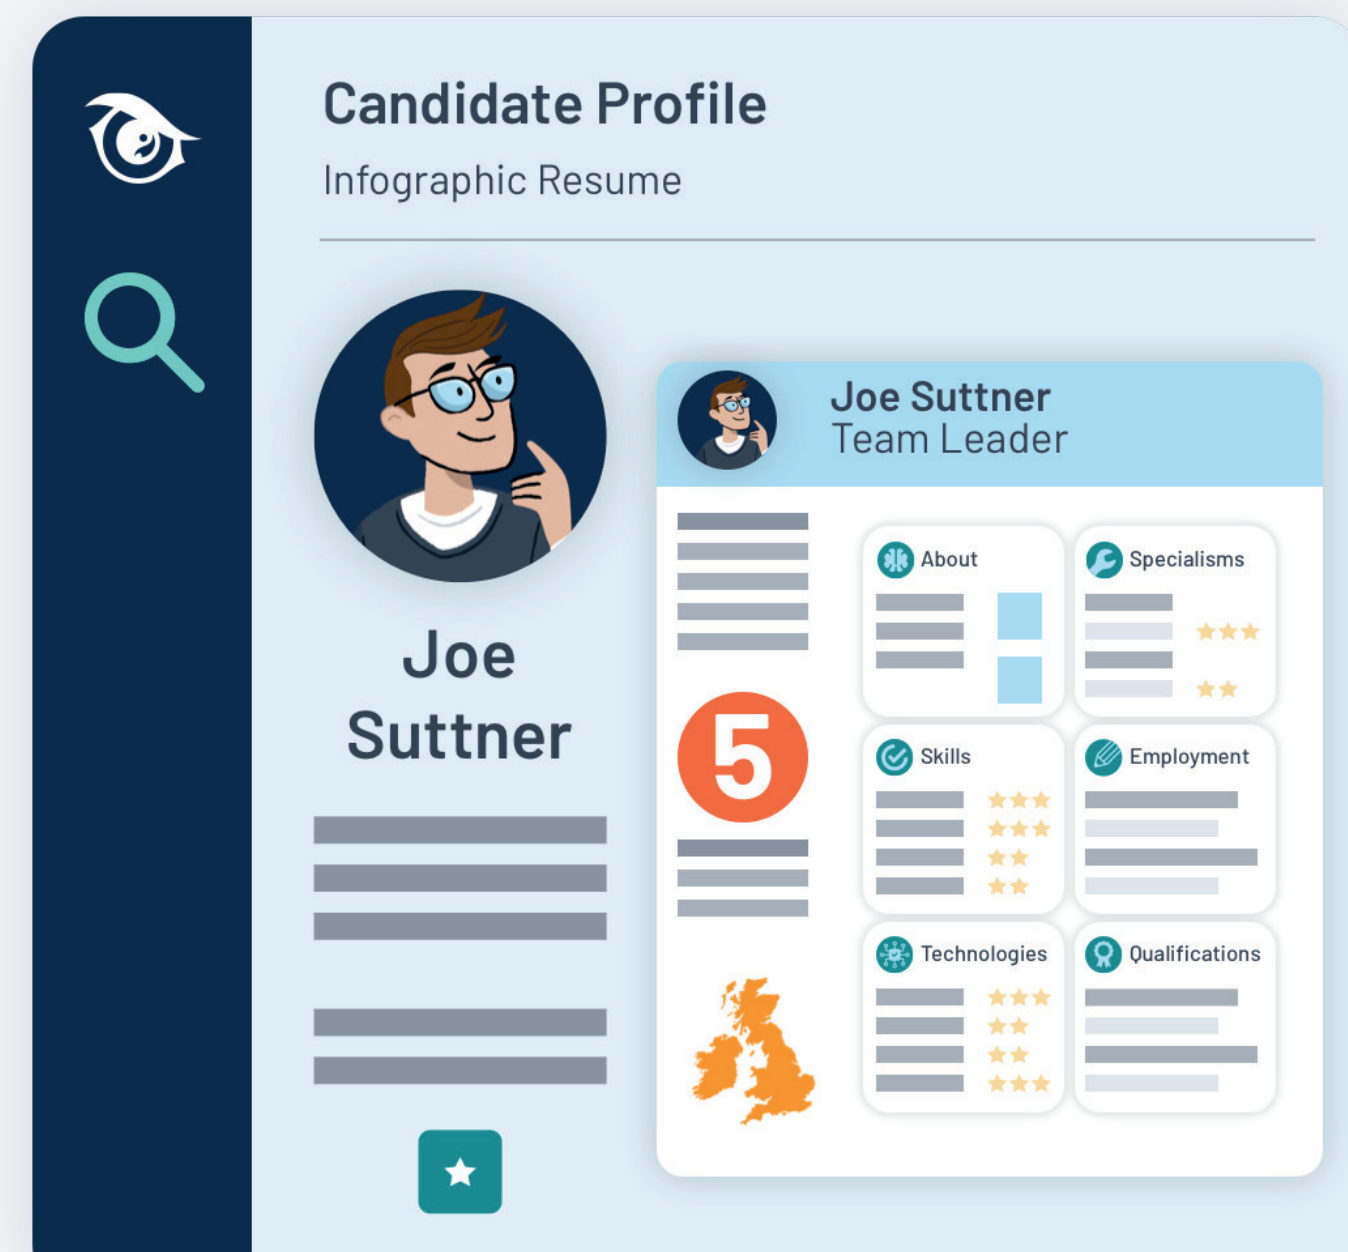 Candidate Profile
Infographic Resume
Joe
Suttner
Joe Suttner
Team Leader
5
About
Specialisms
Skills
Employment
Technologies
Qualifications